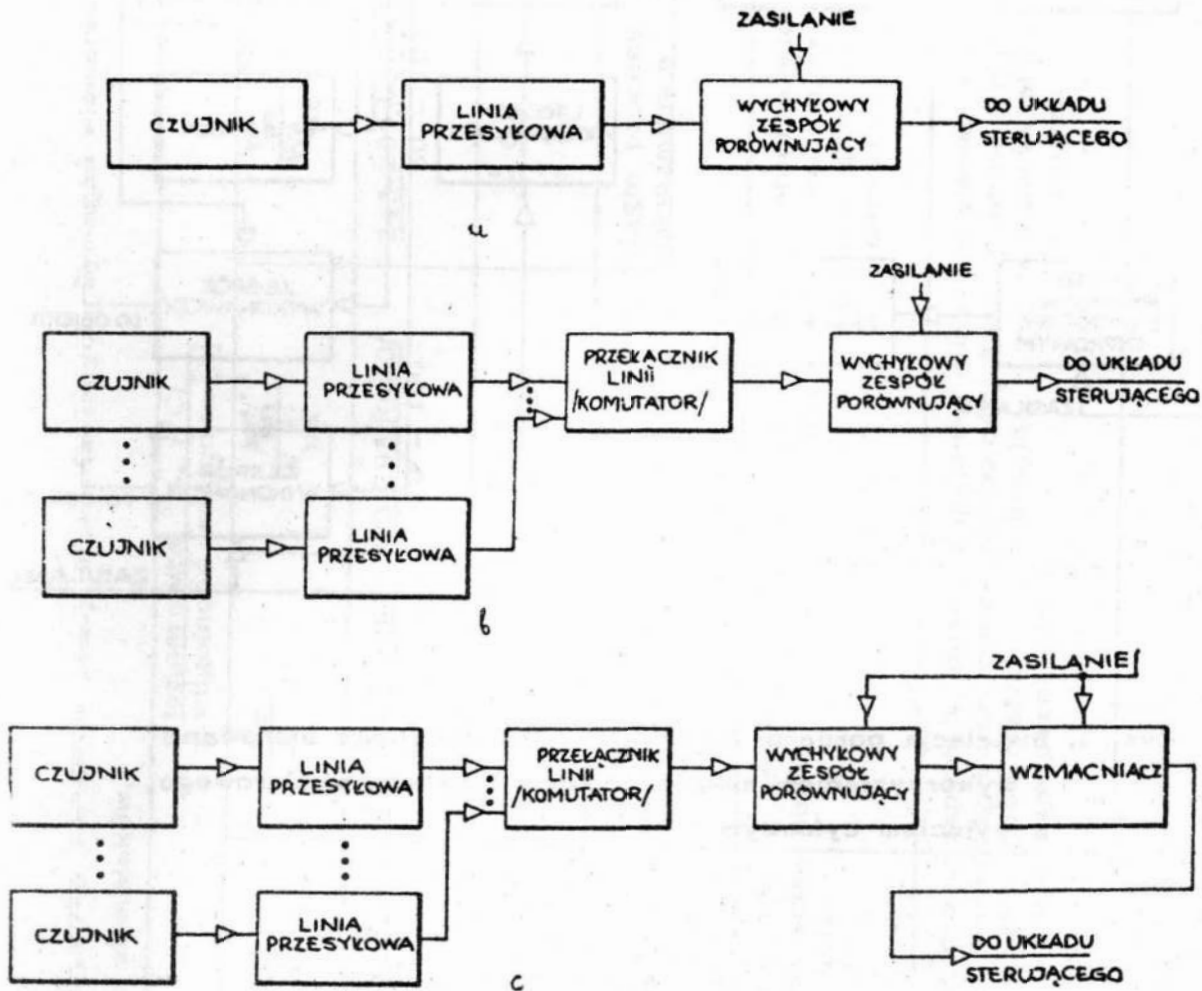 ZASILANIE
CZUJNIK
LINIA
PRZESYŁOWA
WYCHYŁOWY
ZESPÓŁ
PORÓWNUJĄCY
DO UKŁADU
STERUJĄCEGO
a
ZASILANIE
CZUJNIK
LINIA
PRZESYŁOWA
PRZEŁĄCZNIK
LINII
/KOMUTATOR/
WYCHYŁOWY
ZESPÓŁ
PORÓWNUJĄCY
DO UKŁADU
STERUJĄCEGO
CZUJNIK
LINIA
PRZESYŁOWA
b
ZASILANIE
CZUJNIK
LINIA
PRZESYŁOWA
PRZEŁĄCZNIK
LINII
/KOMUTATOR/
WYCHYŁOWY
ZESPÓŁ
PORÓWNUJĄCY
WZMACNIACZ
CZUJNIK
LINIA
PRZESYŁOWA
DO UKŁADU
STERUJĄCEGO
c